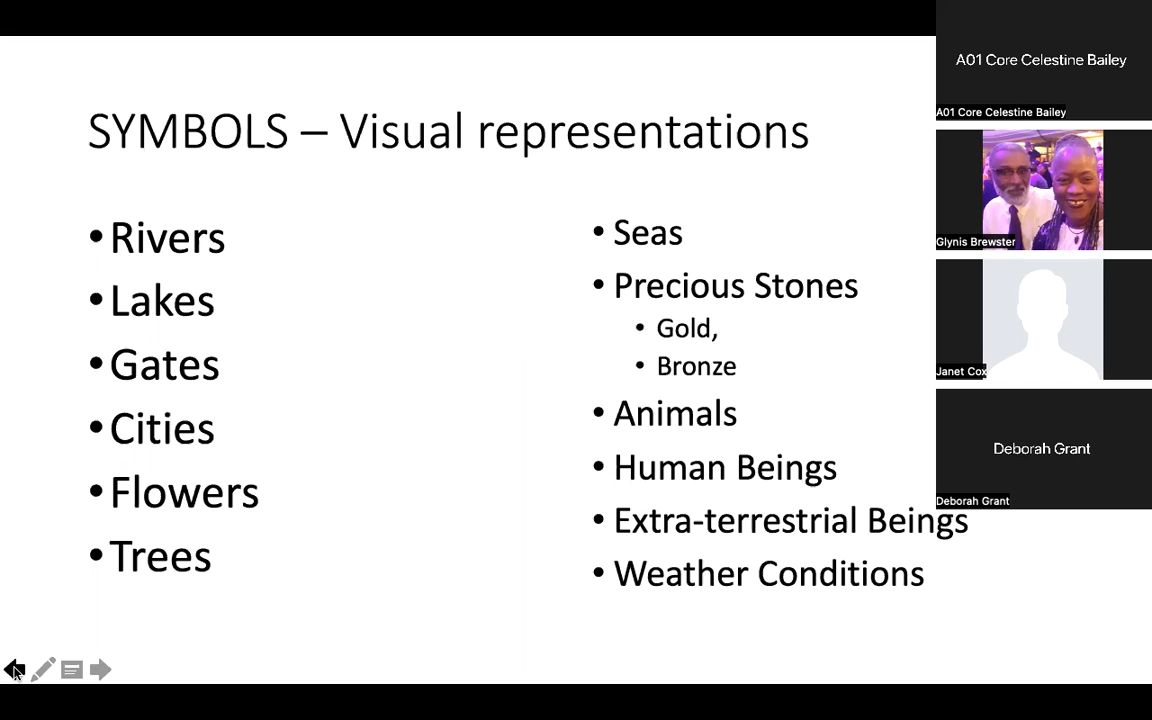 SYMBOLS – Visual representations
• Rivers
• Lakes
• Gates
• Cities
• Flowers
• Trees
• Seas
• Precious Stones
• Gold,
• Bronze
• Animals
• Human Beings
• Extra-terrestrial Beings
• Weather Conditions
A01 Core Celestine Bailey
A01 Core Celestine Bailey
Glynis Brewster
Janet Cox
Deborah Grant
Deborah Grant